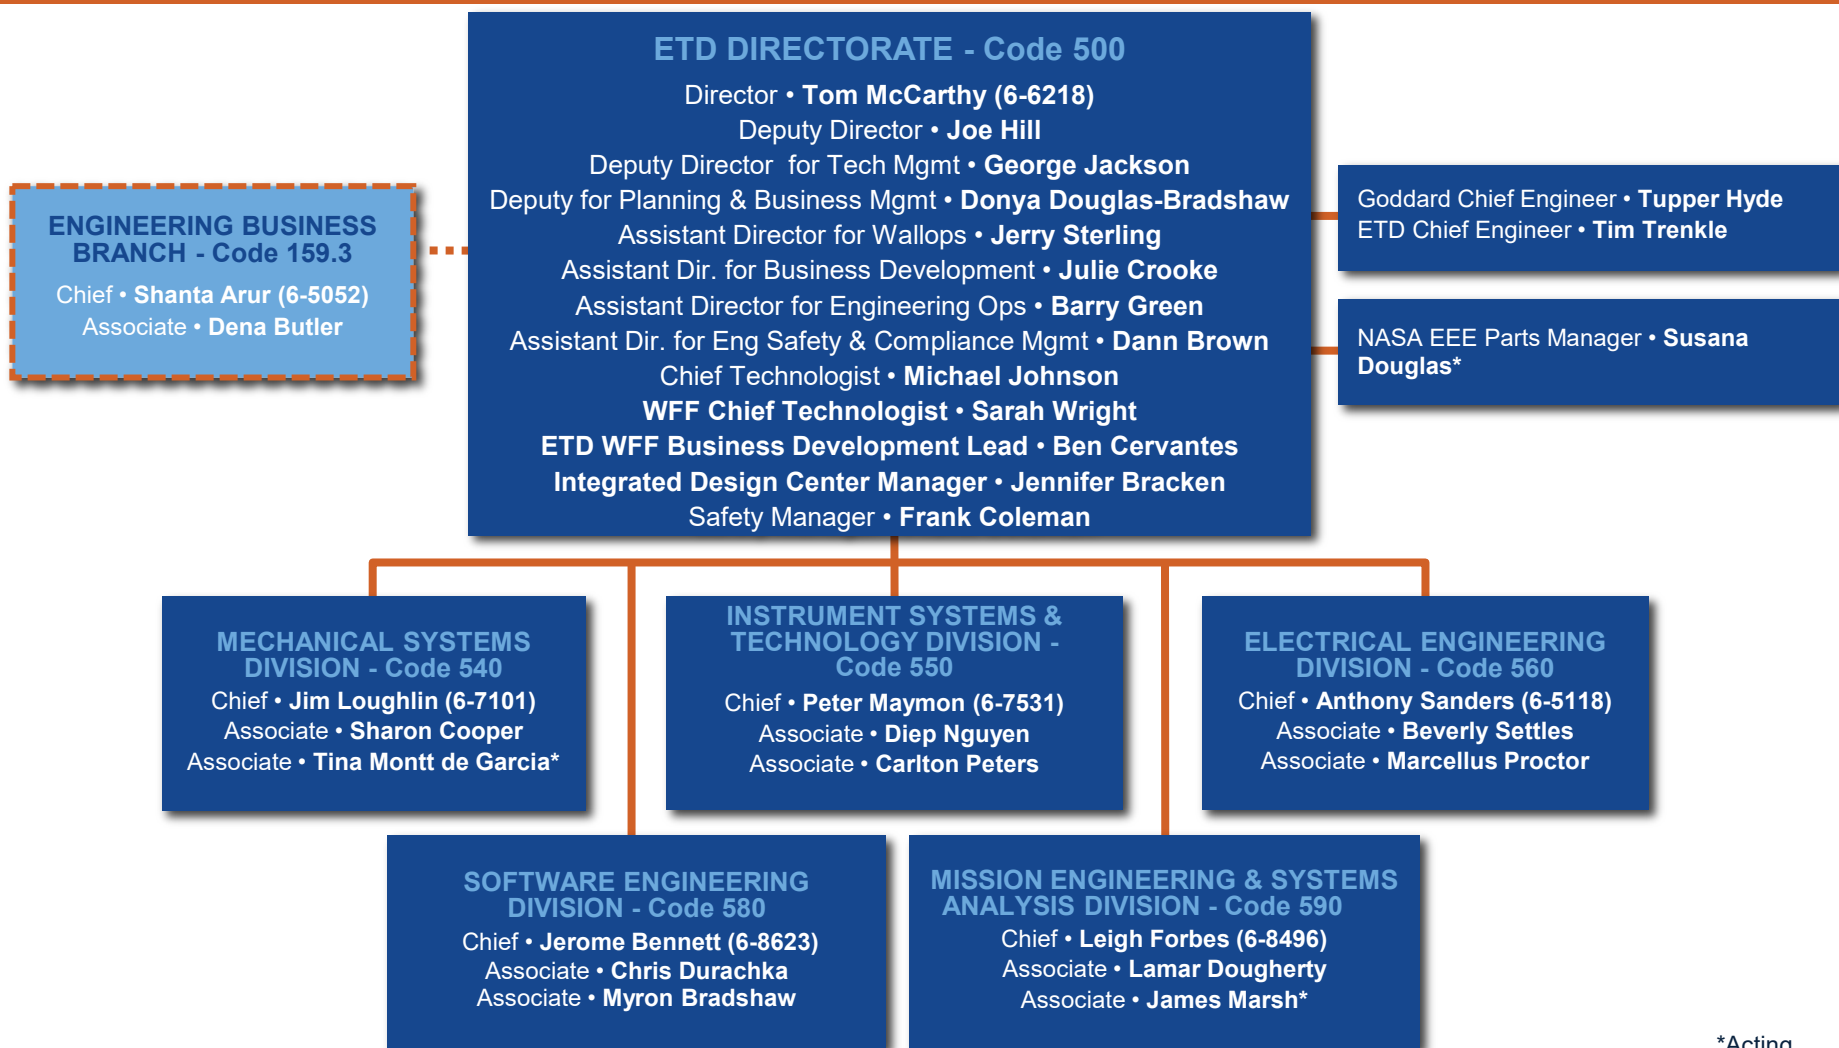 ETD DIRECTORATE - Code 500
Director • Tom McCarthy (6-6218)
Deputy Director • Joe Hill
Deputy Director for Tech Mgmt • George Jackson
Deputy for Planning & Business Mgmt • Donya Douglas-Bradshaw
Assistant Director for Wallops • Jerry Sterling
Assistant Dir. for Business Development • Julie Crooke
Assistant Director for Engineering Ops • Barry Green
Assistant Dir. for Eng Safety & Compliance Mgmt • Dann Brown
Chief Technologist • Michael Johnson
WFF Chief Technologist • Sarah Wright
ETD WFF Business Development Lead • Ben Cervantes
Integrated Design Center Manager • Jennifer Bracken
Safety Manager • Frank Coleman
ENGINEERING BUSINESS
BRANCH - Code 159.3
Chief • Shanta Arur (6-5052)
Associate • Dena Butler
Goddard Chief Engineer • Tupper Hyde
ETD Chief Engineer • Tim Trenkle
NASA EEE Parts Manager • Susana
Douglas*
MECHANICAL SYSTEMS
DIVISION - Code 540
Chief • Jim Loughlin (6-7101)
Associate • Sharon Cooper
Associate • Tina Montt de Garcia*
INSTRUMENT SYSTEMS &
TECHNOLOGY DIVISION -
Code 550
Chief • Peter Maymon (6-7531)
Associate • Diep Nguyen
Associate • Carlton Peters
ELECTRICAL ENGINEERING
DIVISION - Code 560
Chief • Anthony Sanders (6-5118)
Associate • Beverly Settles
Associate • Marcellus Proctor
SOFTWARE ENGINEERING
DIVISION - Code 580
Chief • Jerome Bennett (6-8623)
Associate • Chris Durachka
Associate • Myron Bradshaw
MISSION ENGINEERING & SYSTEMS
ANALYSIS DIVISION - Code 590
Chief • Leigh Forbes (6-8496)
Associate • Lamar Dougherty
Associate • James Marsh*
*Acting